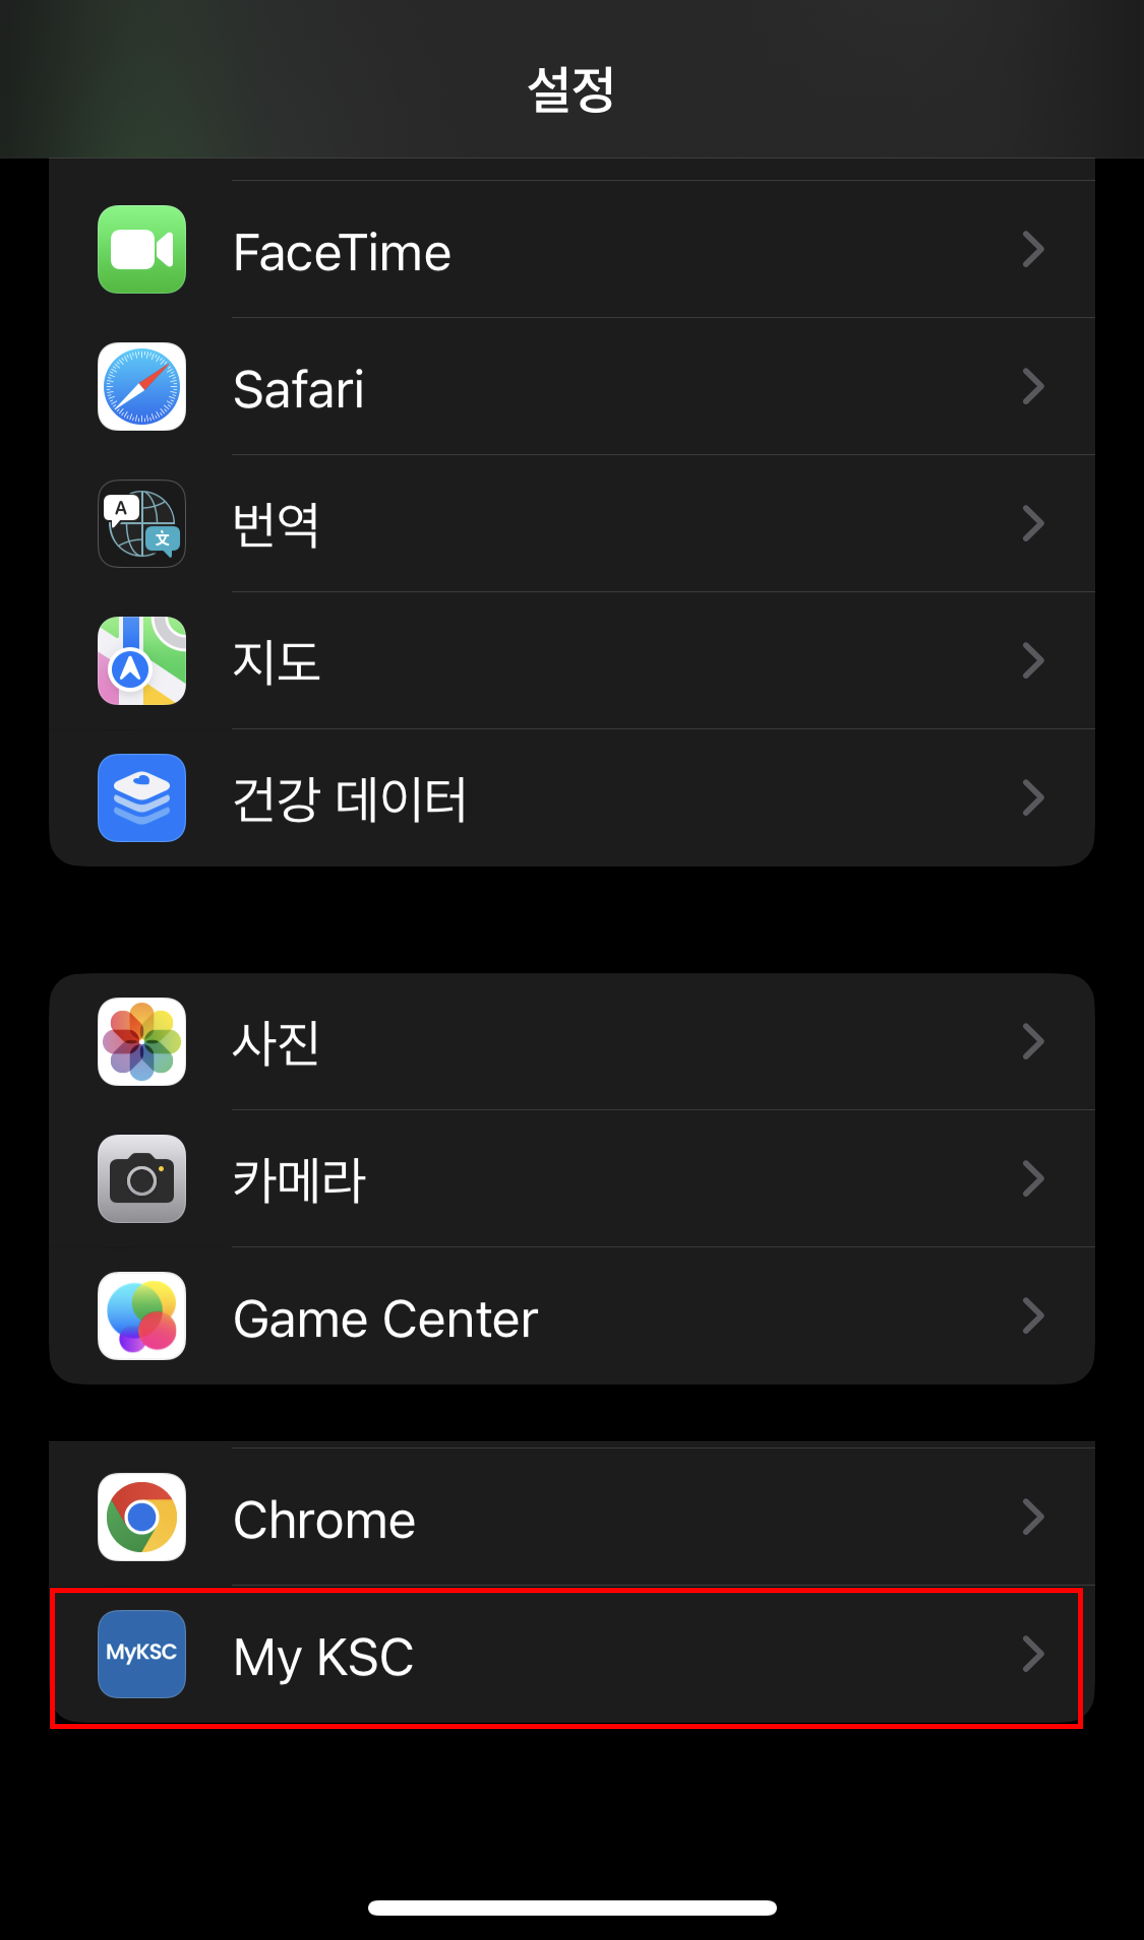 설정
FaceTime
Safari
A
文
번역
지도
건강 데이터
사진
카메라
Game Center
Chrome
MyKSC
My KSC